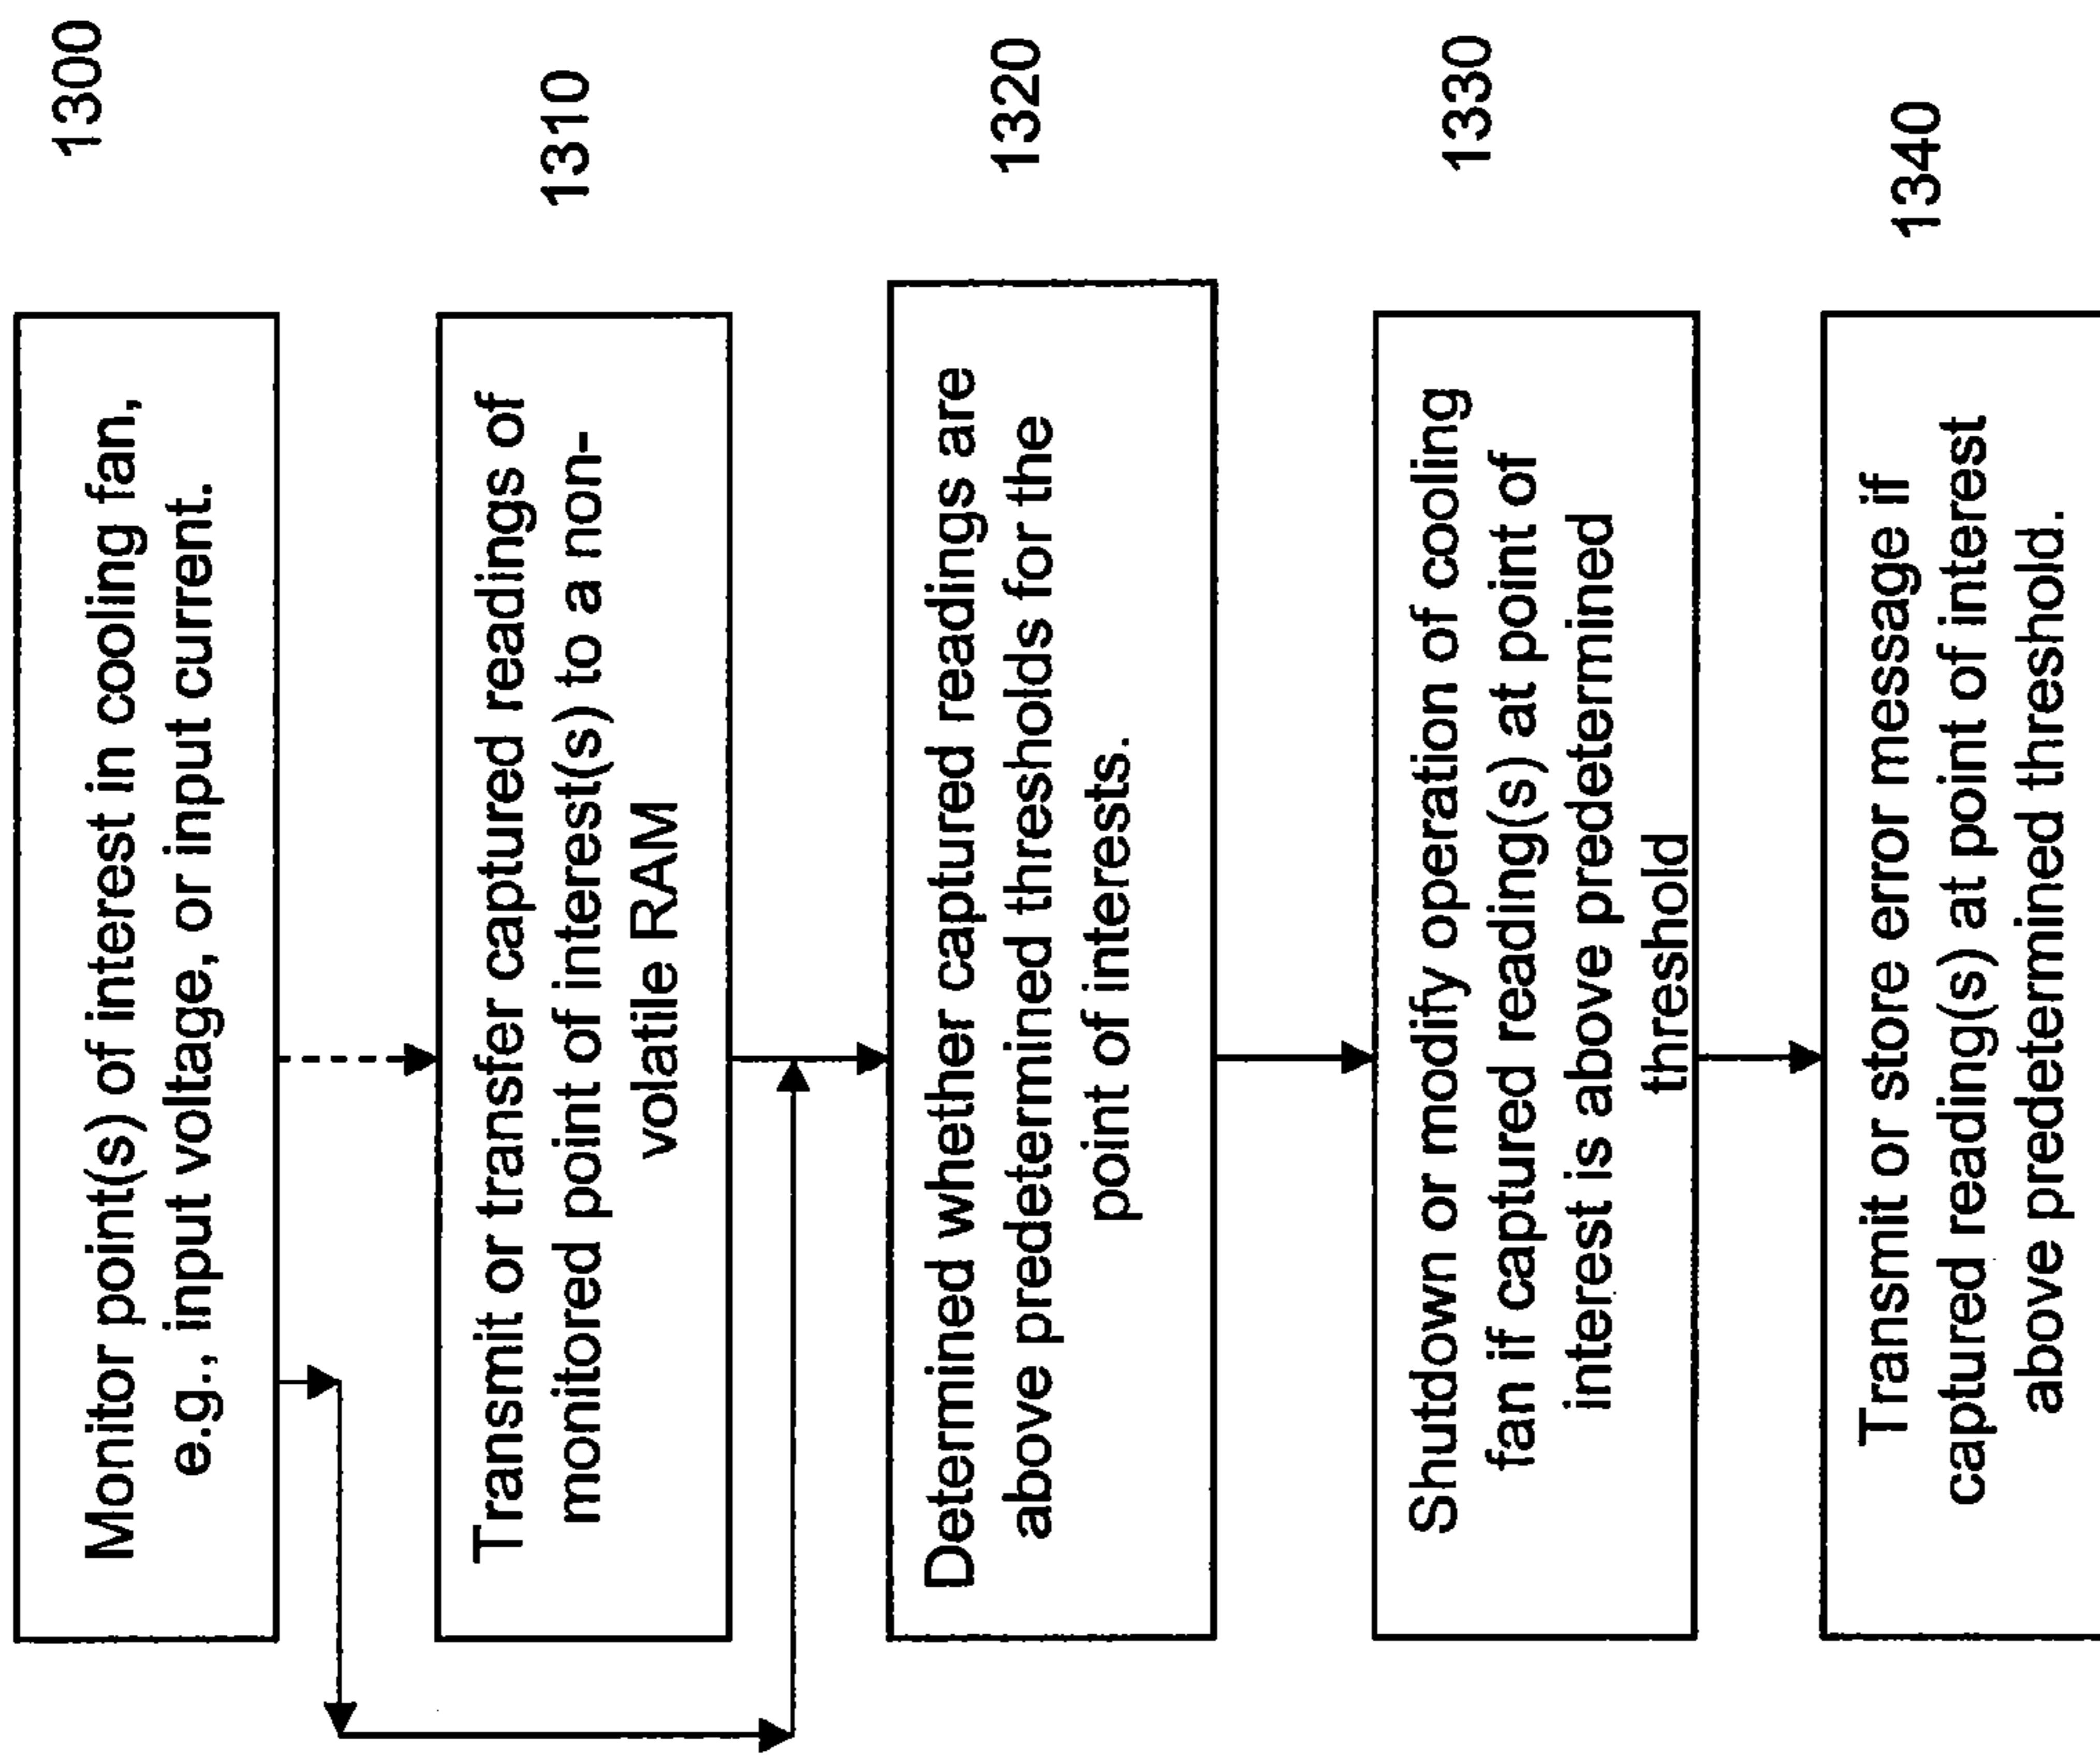 Monitor point(s) of interest in cooling fan,
e.g., input voltage, or input current.
1300
Transmit or transfer captured readings of
monitored point of interest(s) to a non-
volatile RAM
1310
Determined whether captured readings are
above predetermined thresholds for the
point of interests.
1320
Shutdown or modify operation of cooling
fan if captured reading(s) at point of
interest is above predetermined
threshold
1330
Transmit or store error message if
captured reading(s) at point of interest
above predetermined threshold.
1340